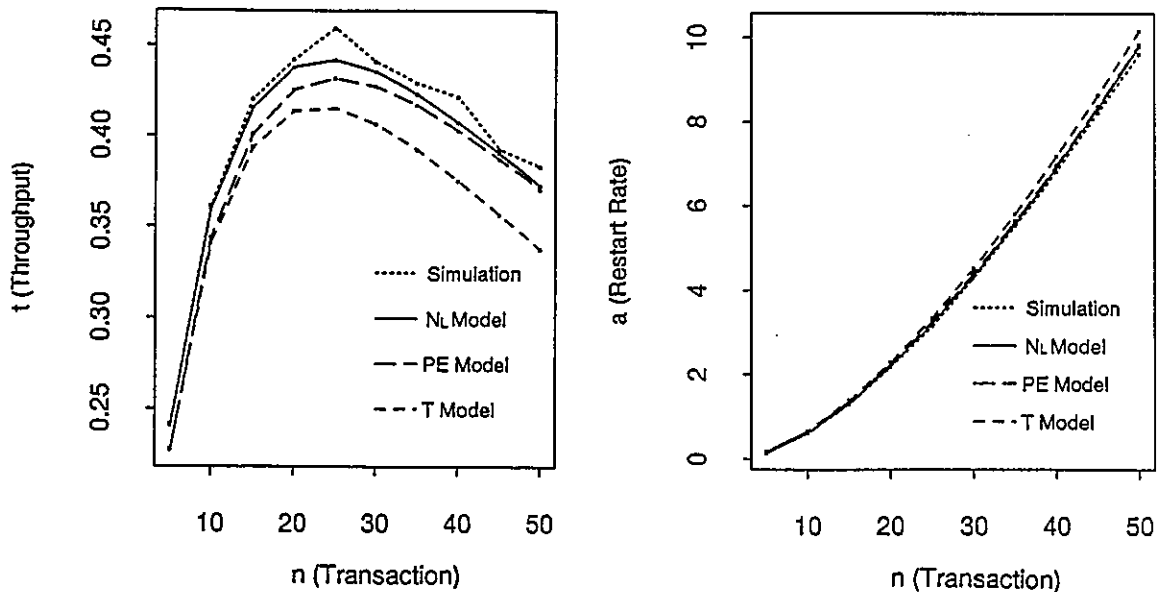 t (Throughput)
0.45
0.40
0.35
0.30
0.25
Simulation
NL Model
PE Model
T Model
10 20 30 40 50
n (Transaction)
a (Restart Rate)
10
8
6
4
2
0
Simulation
NL Model
PE Model
T Model
10 20 30 40 50
n (Transaction)